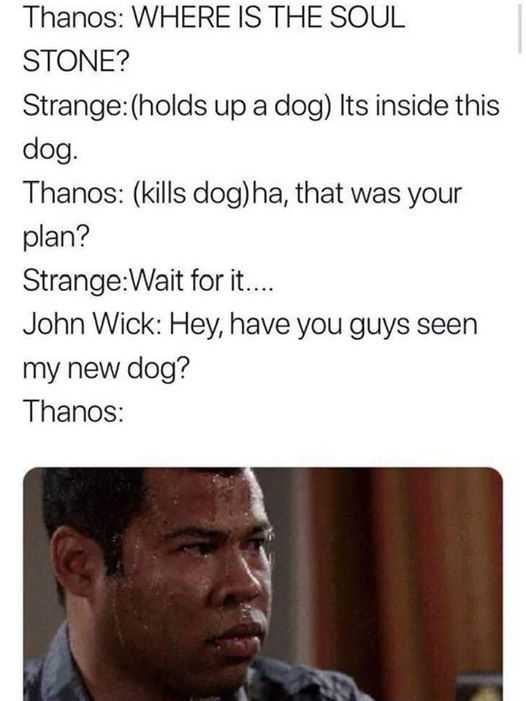 Thanos: WHERE IS THE SOUL
STONE?
Strange:(holds up a dog) Its inside this
dog.
Thanos: (kills dog)ha, that was your
plan?
Strange:Wait for it....
John Wick: Hey, have you guys seen
my new dog?
Thanos: